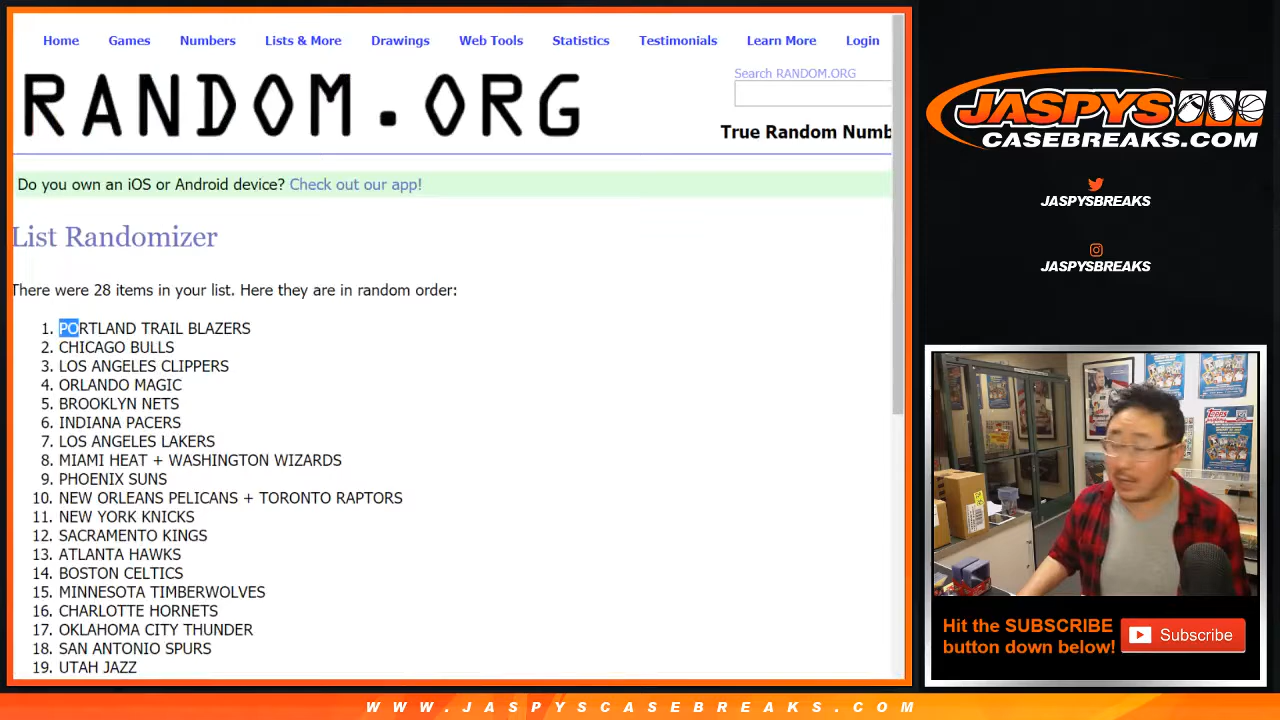 Home Games Numbers Lists & More Drawings Web Tools Statistics Testimonials Learn More Login
RANDOM.ORG
Search RANDOM.ORG
True Random Numb
Do you own an iOS or Android device? Check out our app!
List Randomizer
There were 28 items in your list. Here they are in random order:
1. PORTLAND TRAIL BLAZERS
2. CHICAGO BULLS
3. LOS ANGELES CLIPPERS
4. ORLANDO MAGIC
5. BROOKLYN NETS
6. INDIANA PACERS
7. LOS ANGELES LAKERS
8. MIAMI HEAT + WASHINGTON WIZARDS
9. PHOENIX SUNS
10. NEW ORLEANS PELICANS + TORONTO RAPTORS
11. NEW YORK KNICKS
12. SACRAMENTO KINGS
13. ATLANTA HAWKS
14. BOSTON CELTICS
15. MINNESOTA TIMBERWOLVES
16. CHARLOTTE HORNETS
17. OKLAHOMA CITY THUNDER
18. SAN ANTONIO SPURS
19. UTAH JAZZ
JASPYS
CASEBREAKS.COM
JASPYSBREAKS
JASPYSBREAKS
Topps
Hit the SUBSCRIBE
button down below!
Subscribe
WWW.JASPYSCASEBREAKS.COM